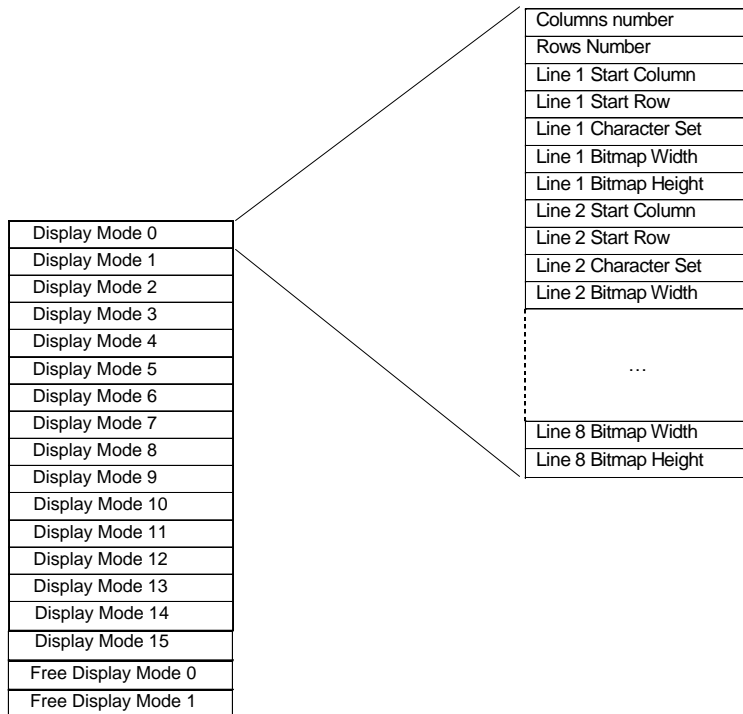 Columns number
Rows Number
Line 1 Start Column
Line 1 Start Row
Line 1 Character Set
Line 1 Bitmap Width
Line 1 Bitmap Height
Line 2 Start Column
Line 2 Start Row
Line 2 Character Set
Line 2 Bitmap Width
...
Line 8 Bitmap Width
Line 8 Bitmap Height
Display Mode 0
Display Mode 1
Display Mode 2
Display Mode 3
Display Mode 4
Display Mode 5
Display Mode 6
Display Mode 7
Display Mode 8
Display Mode 9
Display Mode 10
Display Mode 11
Display Mode 12
Display Mode 13
Display Mode 14
Display Mode 15
Free Display Mode 0
Free Display Mode 1